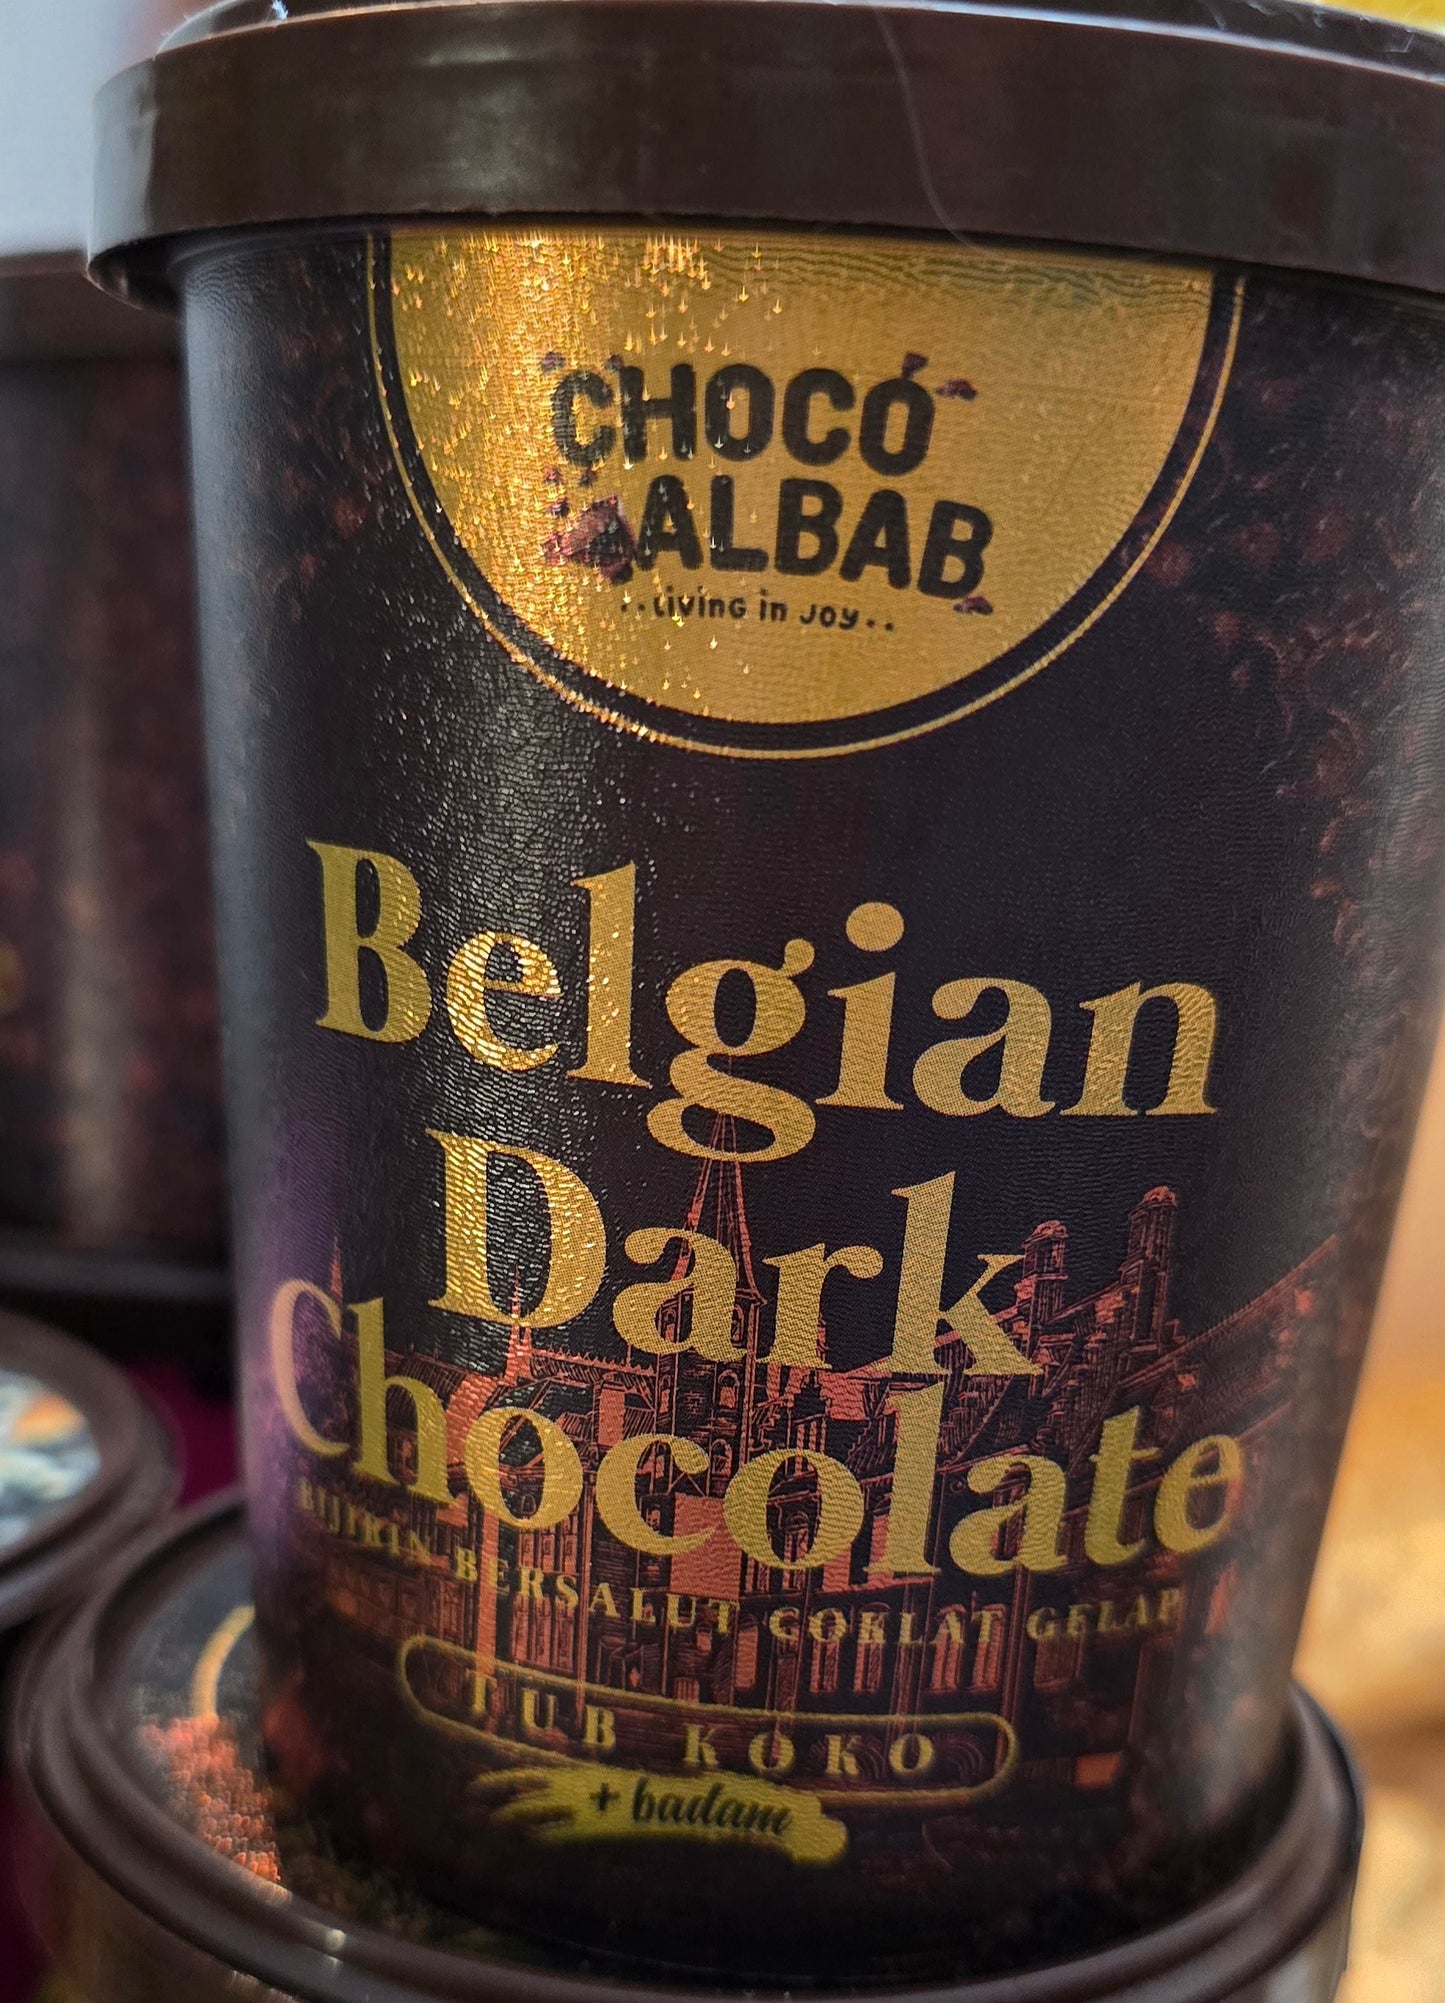 CHOCO
ALBAB
..Living in Joy..
Belgian
Dark
Chocolate
BIJIRIN BERSALUT COKLAT GELAP
TUB KOKO
+ badam